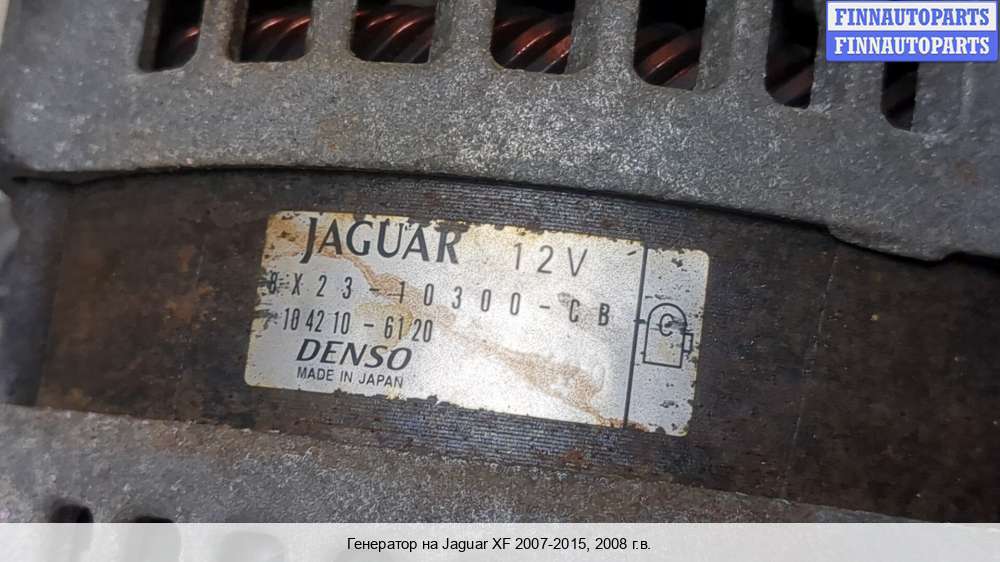 FINNAUTOPARTS
FINNAUTOPARTS
JAGUAR 12V
8X23-10300-CB
104210-6120
C
DENSO
MADE IN JAPAN
Генератор на Jaguar XF 2007-2015, 2008 г.в.